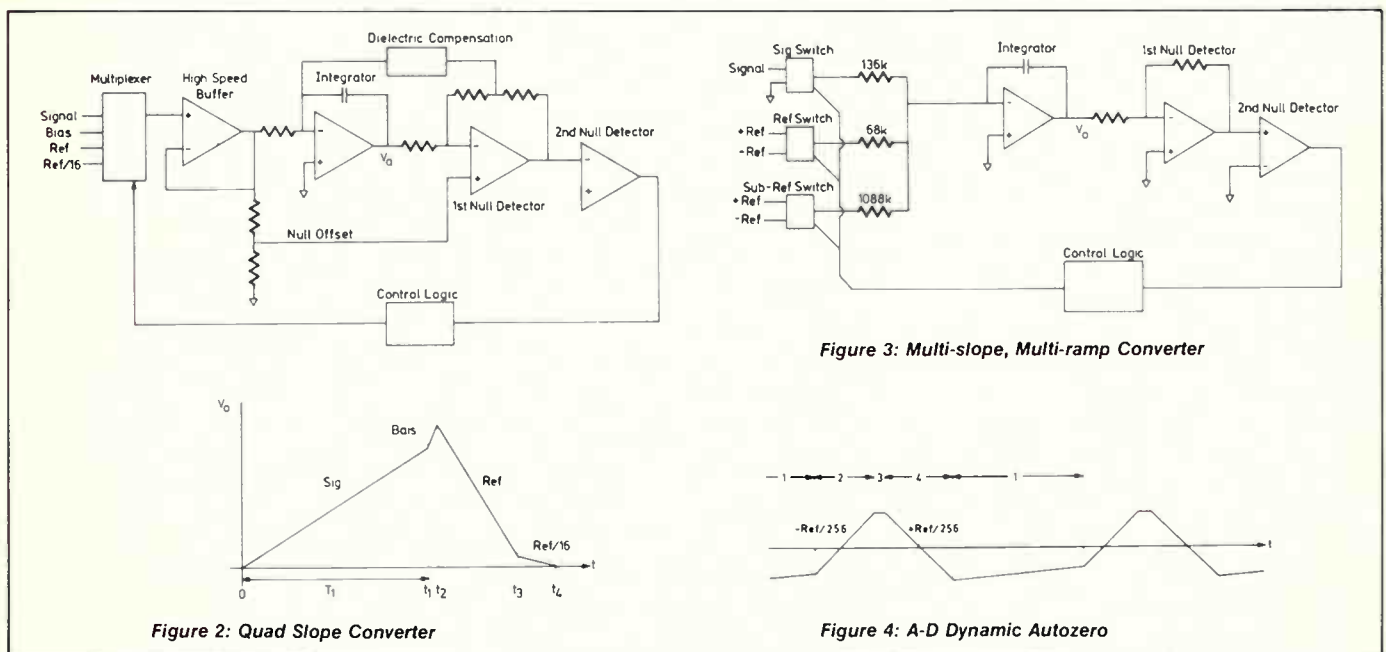 Dielectric Compensation
Multiplexer
High Speed
Buffer
Integrator
Signal
Bias
Ref
Ref/16
+
-
-
+
Vo
-
+
1st Null Detector
2nd Null Detector
-
+
Null Offset
Control Logic
Vo
Bars
Sig
Ref
Ref/16
t
0
T1
t1 t2
t3
t4
Figure 2: Quad Slope Converter
Sig Switch
Signal
136k
Integrator
1st Null Detector
Ref Switch
+Ref
-Ref
68k
-
+
Vo
-
+
2nd Null Detector
+
-
Sub-Ref Switch
+Ref
-Ref
1088k
Control Logic
Figure 3: Multi-slope, Multi-ramp Converter
1 2 3 4 1
-Ref/256
+Ref/256
t
Figure 4: A-D Dynamic Autozero